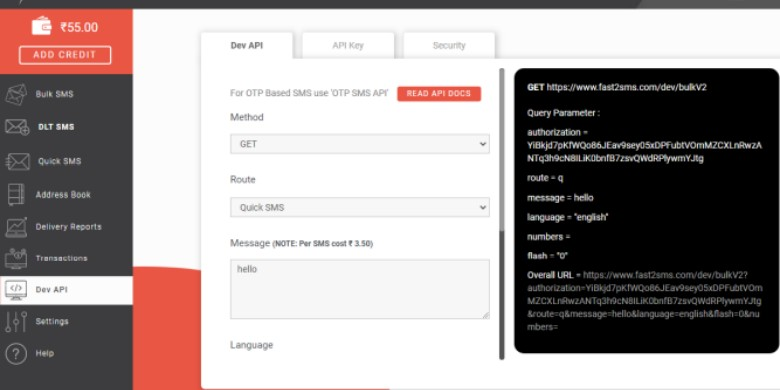 ₹55.00
ADD CREDIT
Bulk SMS
DLT SMS
Quick SMS
Address Book
Delivery Reports
Transactions
Dev API
Settings
Help
Dev API
API Key
Security
For OTP Based SMS use 'OTP SMS API'
READ API DOCS
Method
GET
Route
Quick SMS
Message (NOTE: Per SMS cost ₹ 3.50)
hello
Language
GET https://www.fast2sms.com/dev/bulkV2
Query Parameter :
authorization =
YiBkjd7pKfWQo86JEav9sey05xDPFubtVOmMZCXLnRwzA
NTq3h9cN8ILiK0bnfB7zsvQWdRPlywmYJtg
route = q
message = hello
language = "english"
numbers =
flash = "0"
Overall URL = https://www.fast2sms.com/dev/bulkV2?
authorization=YiBkjd7pKfWQo86JEav9sey05xDPFubtVOm
MZCXLnRwzANTq3h9cN8ILiK0bnfB7zsvQWdRPlywmYJtg
&route=q&message=hello&language=english&flash=0&nu
mbers=